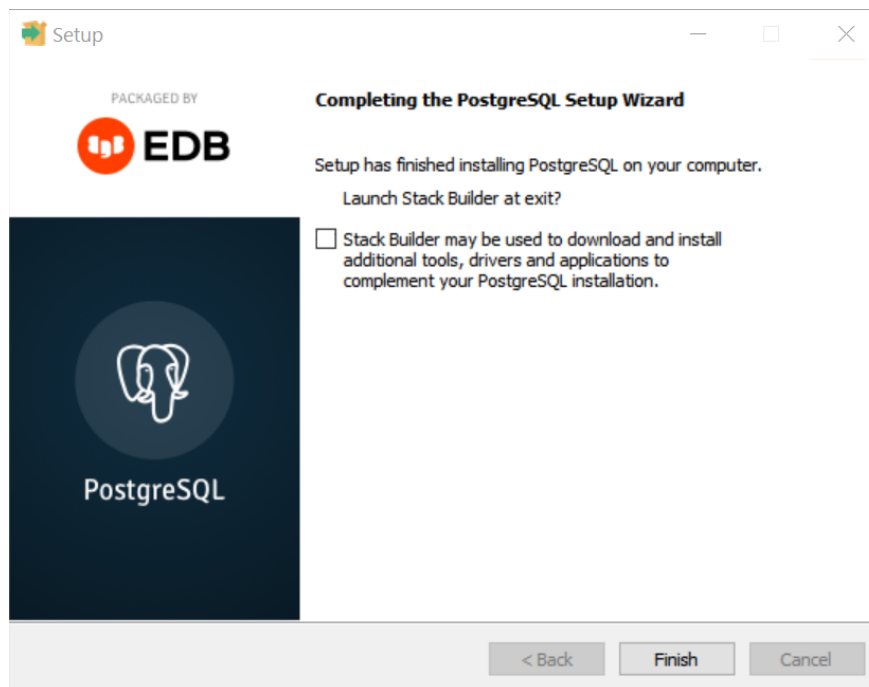 Setup
PACKAGED BY
EDB
Completing the PostgreSQL Setup Wizard
Setup has finished installing PostgreSQL on your computer.
Launch Stack Builder at exit?
Stack Builder may be used to download and install
additional tools, drivers and applications to
complement your PostgreSQL installation.
PostgreSQL
< Back
Finish
Cancel